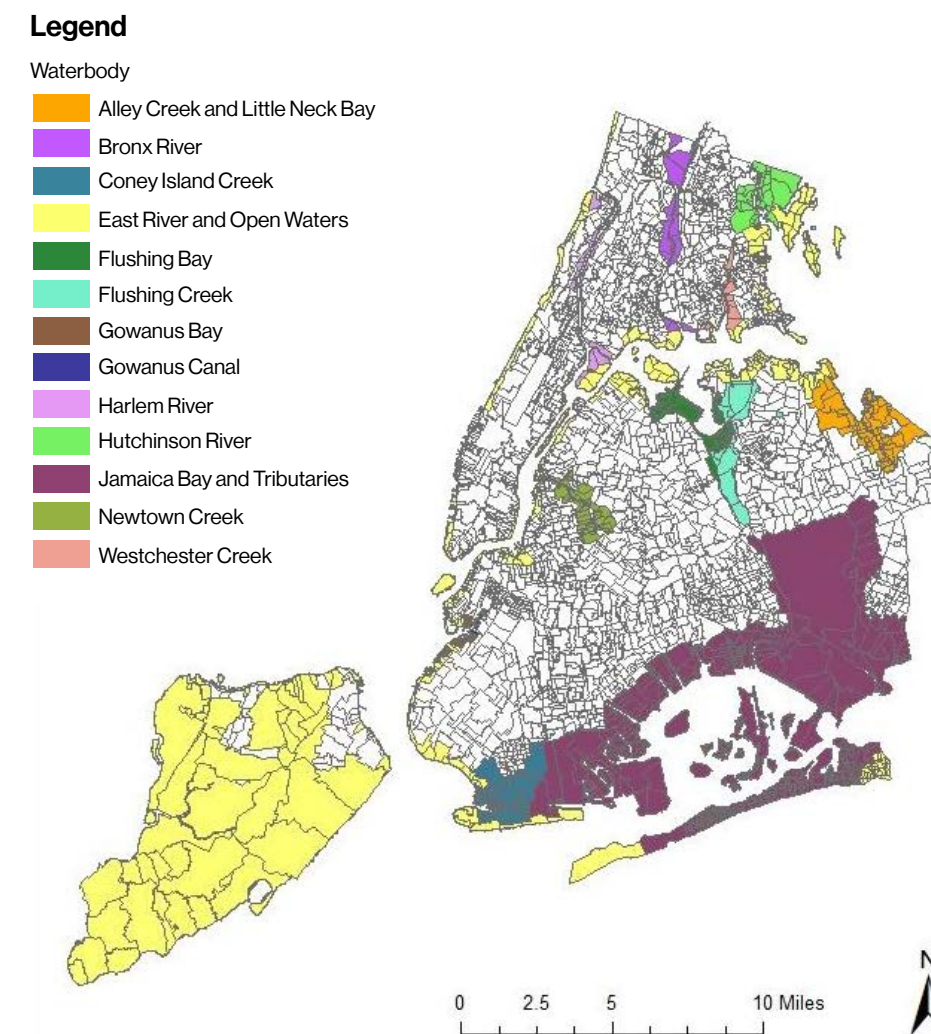 Legend
Waterbody
Alley Creek and Little Neck Bay
Bronx River
Coney Island Creek
East River and Open Waters
Flushing Bay
Flushing Creek
Gowanus Bay
Gowanus Canal
Harlem River
Hutchinson River
Jamaica Bay and Tributaries
Newtown Creek
Westchester Creek
N
0 2.5 5 10 Miles